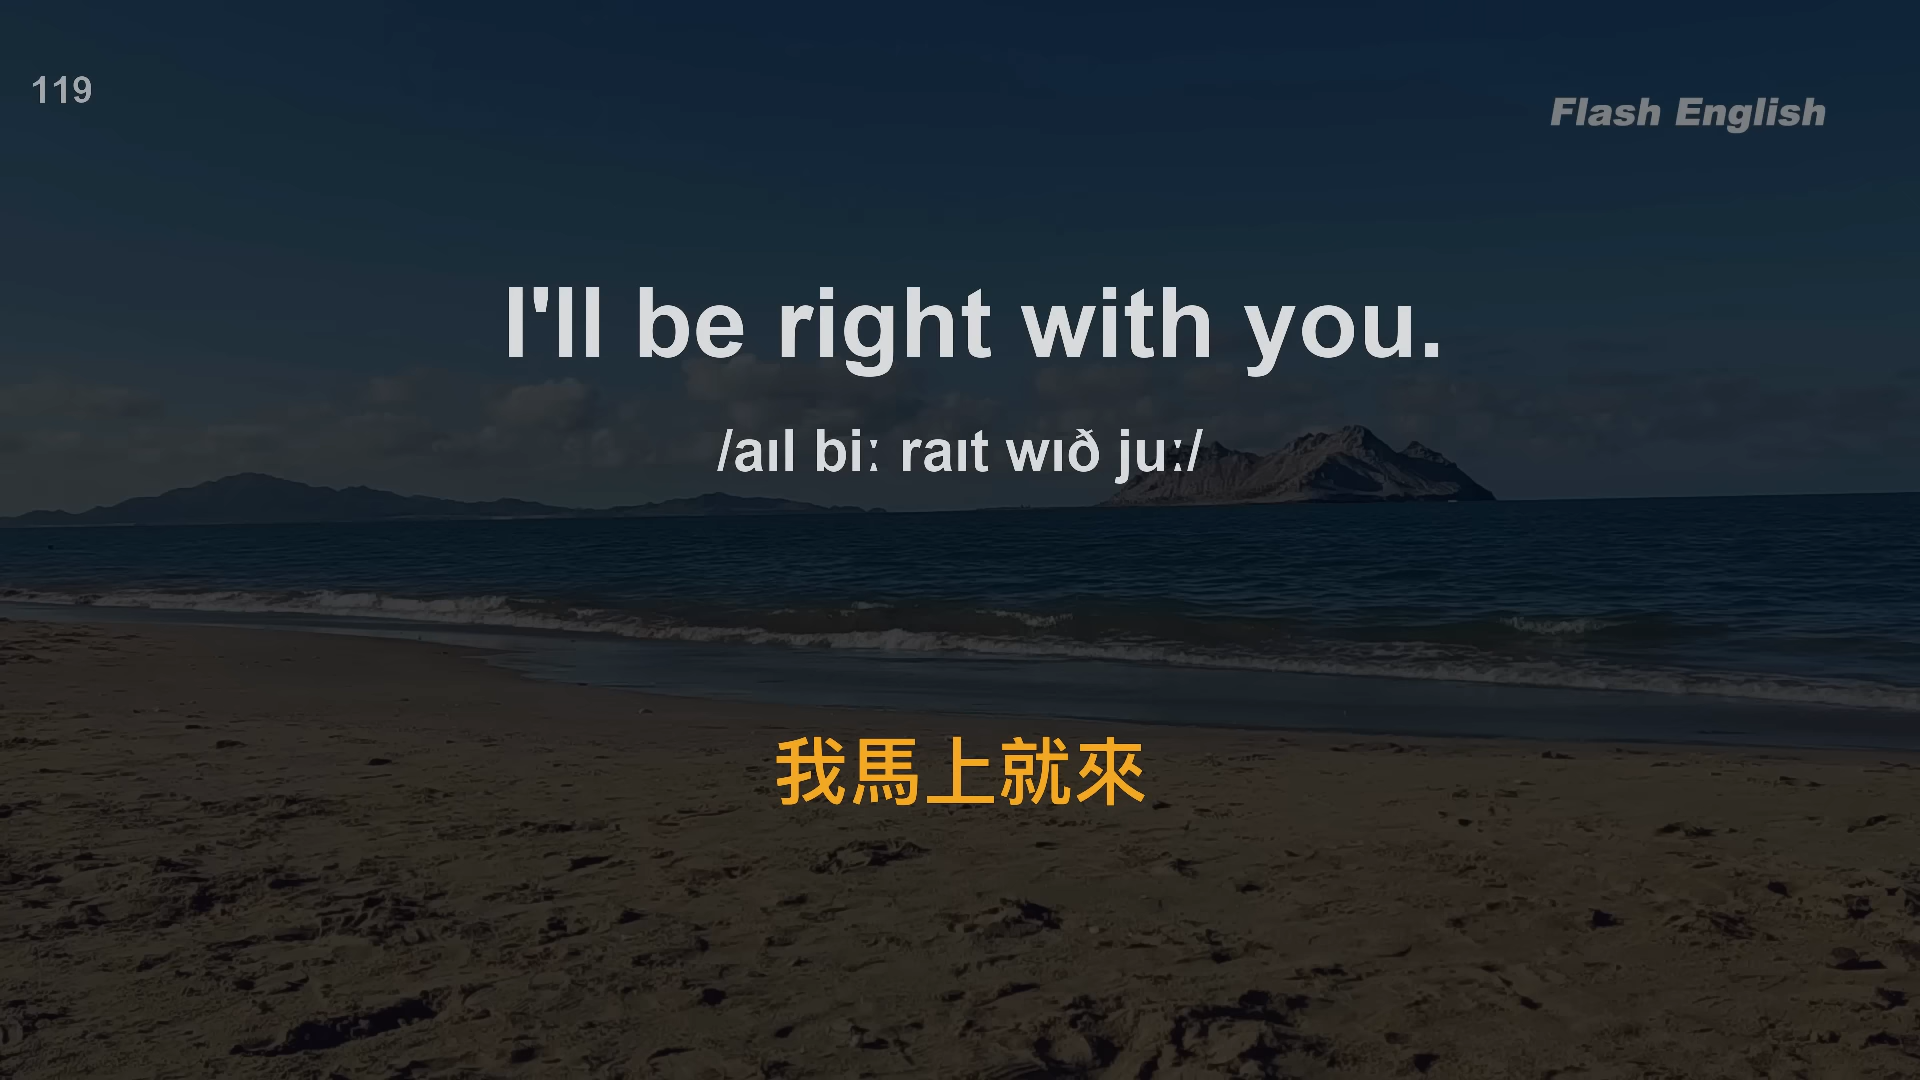 119
Flash English
I'll be right with you.
/aɪl biː raɪt wɪð juː/
我馬上就來